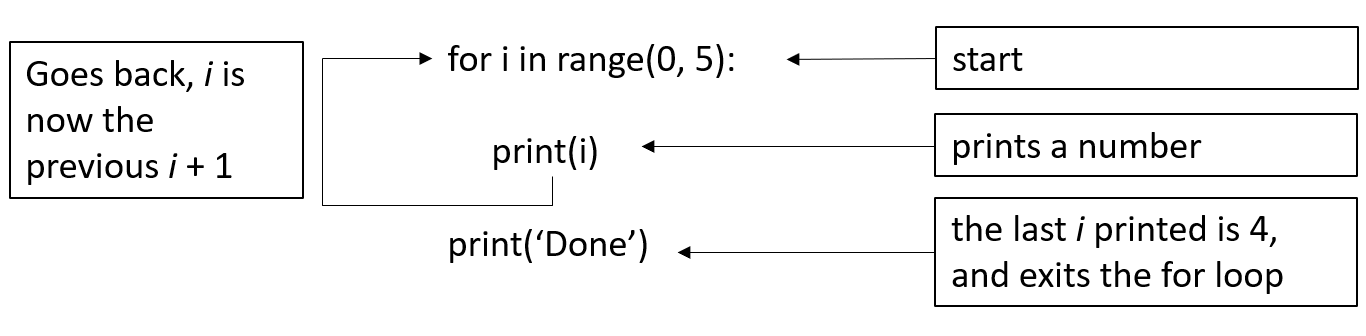 Goes back, i is
now the
previous i + 1
for i in range(0, 5):
print(i)
print(‘Done’)
start
prints a number
the last i printed is 4,
and exits the for loop